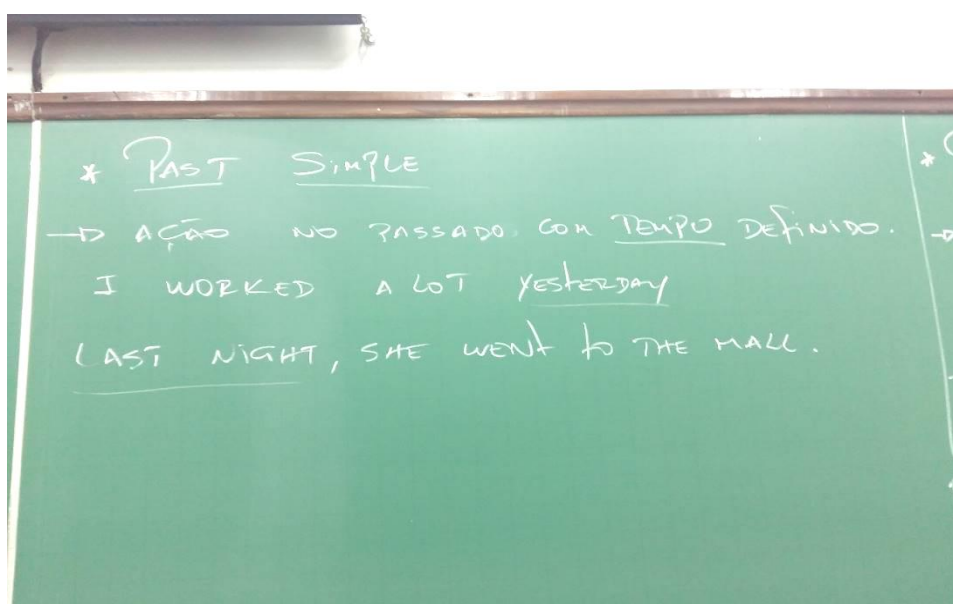 * PAST SIMPLE
→ AÇÃO NO PASSADO COM TEMPO DEFINIDO.
I WORKED A LOT YESTERDAY
LAST NIGHT, SHE WENT to THE MALL.